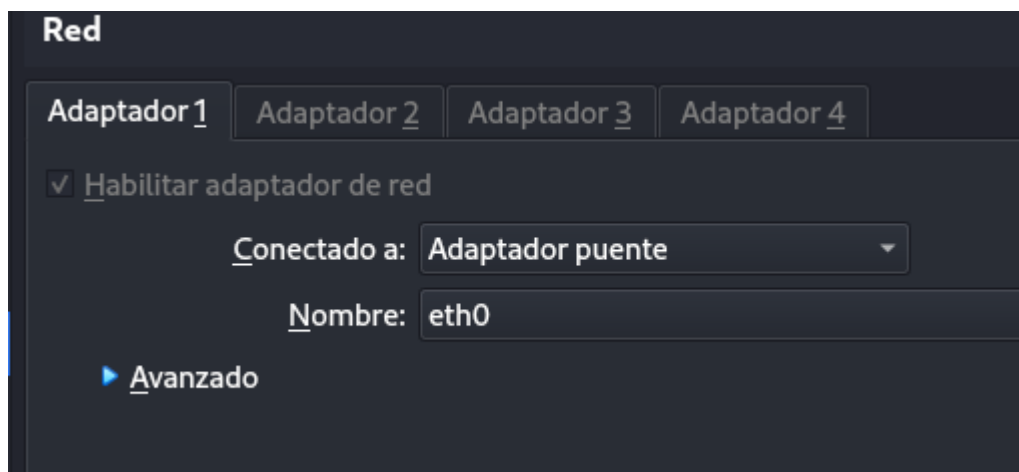 Red
Adaptador 1 Adaptador 2 Adaptador 3 Adaptador 4
Habilitar adaptador de red
Conectado a: Adaptador puente
Nombre: eth0
Avanzado